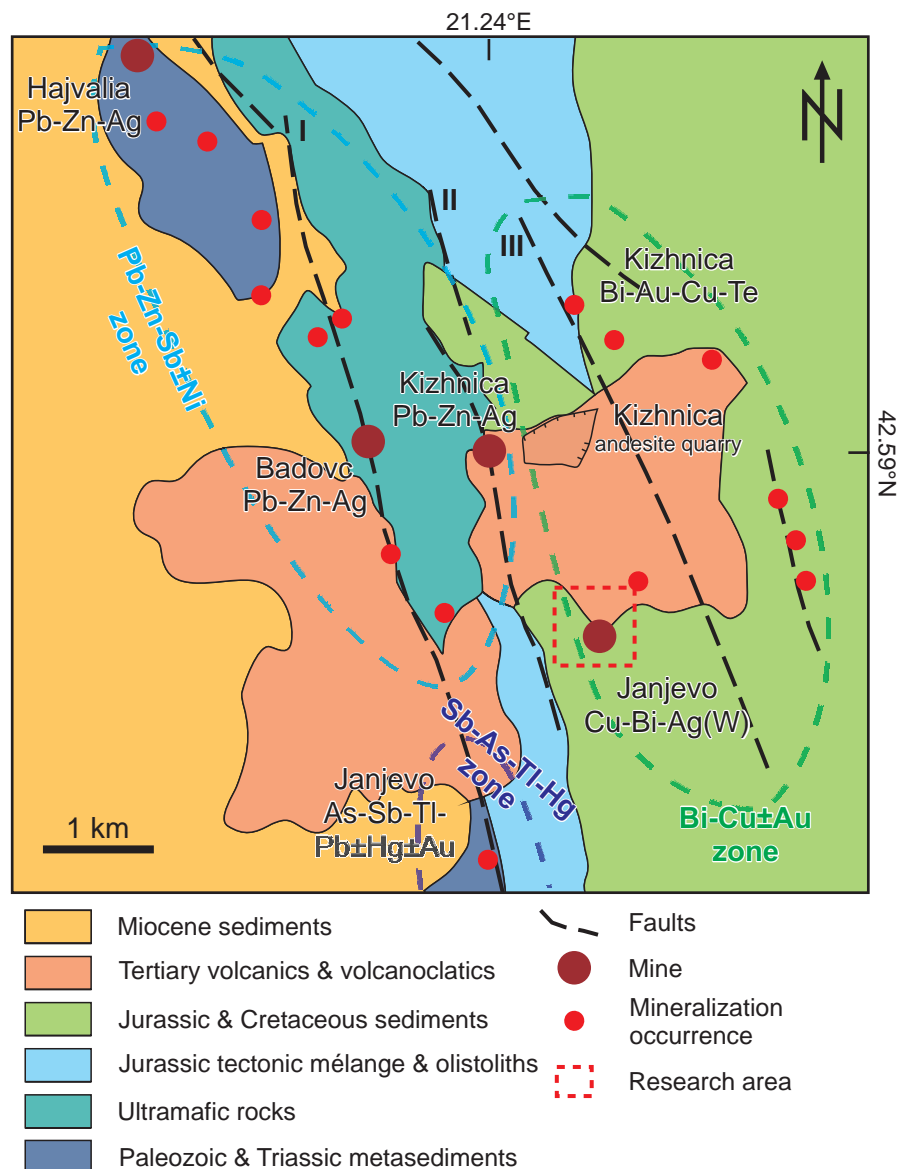 21.24°E
Hajvalia
Pb-Zn-Ag
N
I
II
III
Kizhnica
Bi-Au-Cu-Te
Pb-Zn-Sb±Ni
zone
Kizhnica
Pb-Zn-Ag
Kizhnica
andesite quarry
42.59°N
Badovc
Pb-Zn-Ag
Janjevo
Cu-Bi-Ag(W)
Sb-As-Tl-Hg
zone
Janjevo
As-Sb-Tl-
Pb±Hg±Au
Bi-Cu±Au
zone
1 km
Miocene sediments
Tertiary volcanics & volcanoclatics
Jurassic & Cretaceous sediments
Jurassic tectonic mélange & olistoliths
Ultramafic rocks
Paleozoic & Triassic metasediments
Faults
Mine
Mineralization
occurrence
Research area